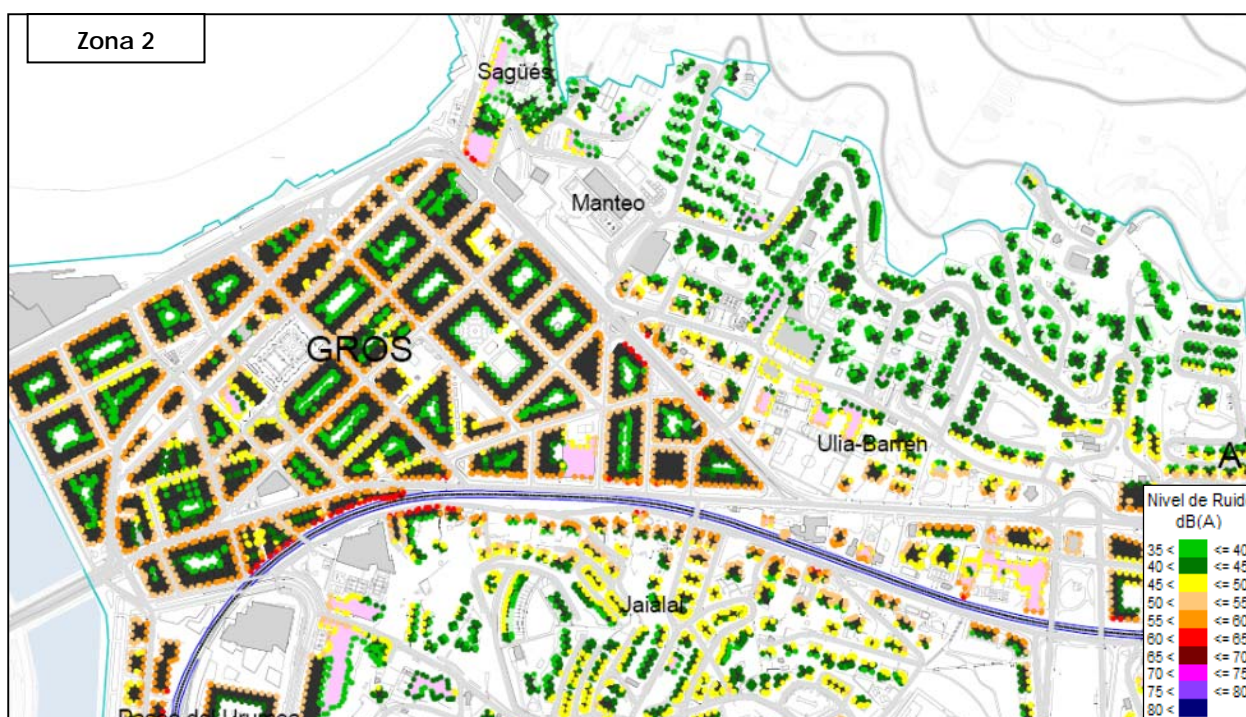 Zona 2
Sagüés
Manteo
GROS
Ulia-Barren
A
Nivel de Ruid
dB(A)
35 < <= 40
40 < <= 45
45 < <= 50
50 < <= 55
55 < <= 60
60 < <= 65
65 < <= 70
70 < <= 75
75 < <= 80
80 <
Jaialai